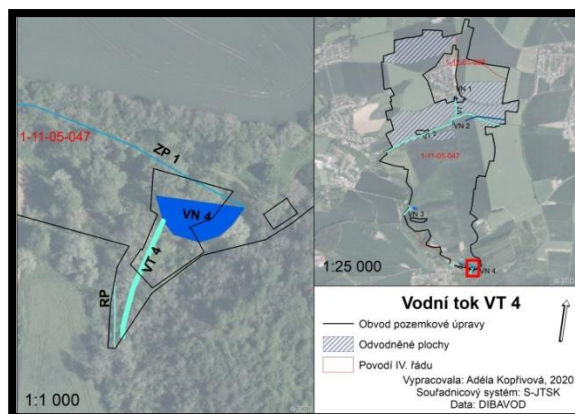 1-11-05-047
ZP 1
VN 4
VT 4
RP
1:1 000
VN 1
VN 2
1-11-05-047
VN 3
VN 4
1:25 000
Vodní tok VT 4
Obvod pozemkové úpravy
Odvodněné plochy
Povodí IV. řádu
Vypracovala: Adéla Kopřivová, 2020
Souřadnicový systém: S-JTSK
Data: DIBAVOD